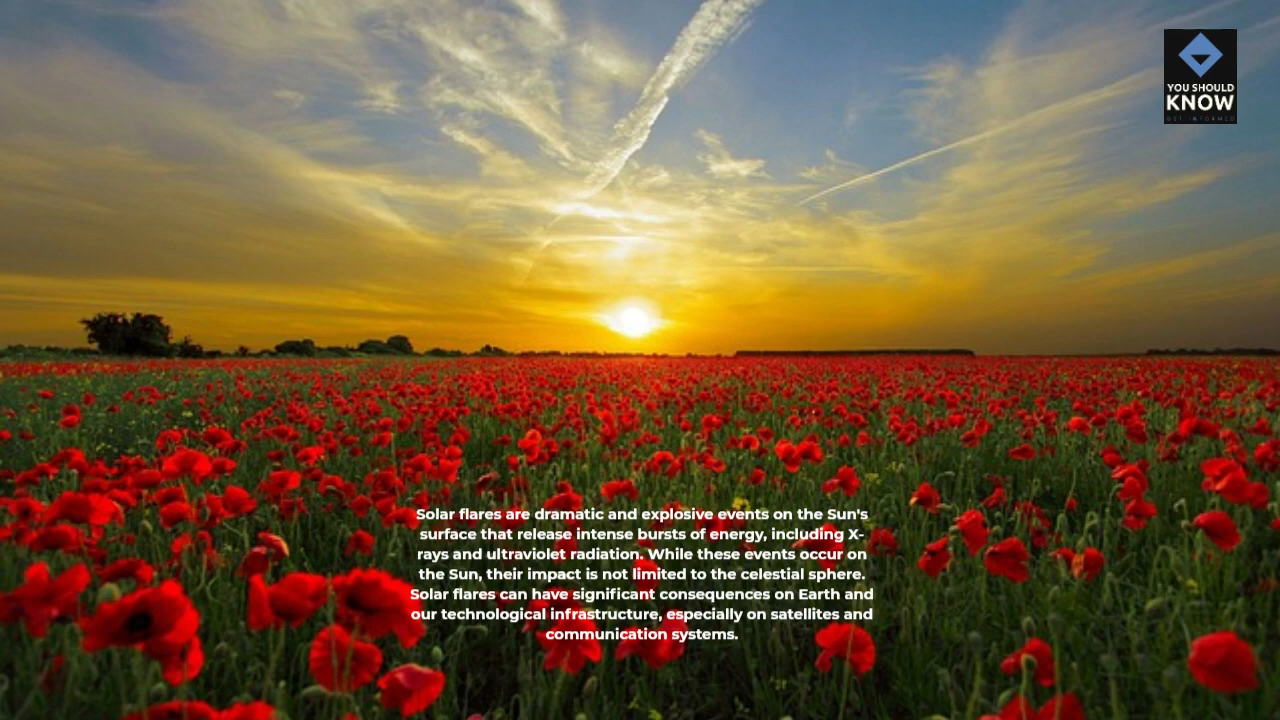 YOU SHOULD
KNOW
GET INFORMED
Solar flares are dramatic and explosive events on the Sun's
surface that release intense bursts of energy, including X-
rays and ultraviolet radiation. While these events occur on
the Sun, their impact is not limited to the celestial sphere.
Solar flares can have significant consequences on Earth and
our technological infrastructure, especially on satellites and
communication systems.